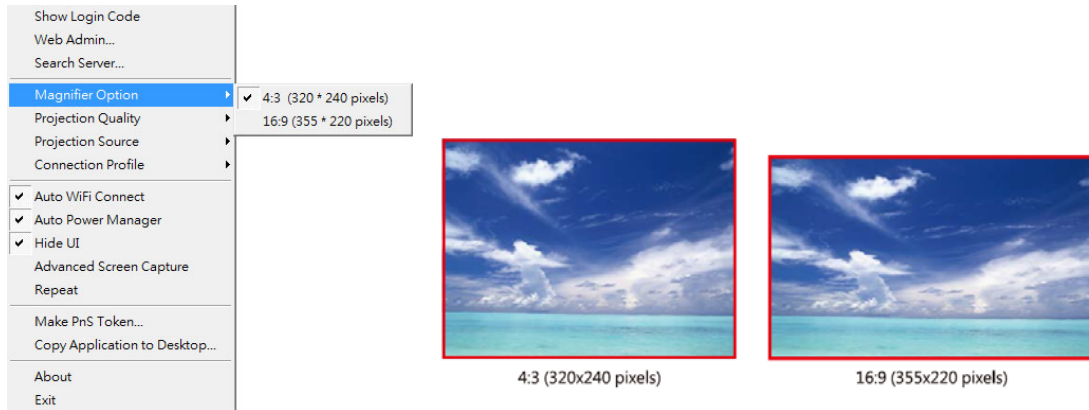 Show Login Code
Web Admin...
Search Server...
Magnifier Option
4:3 (320 * 240 pixels)
16:9 (355 * 220 pixels)
Projection Quality
Projection Source
Connection Profile
Auto WiFi Connect
Auto Power Manager
Hide UI
Advanced Screen Capture
Repeat
Make PnS Token...
Copy Application to Desktop...
About
Exit
4:3 (320x240 pixels)
16:9 (355x220 pixels)